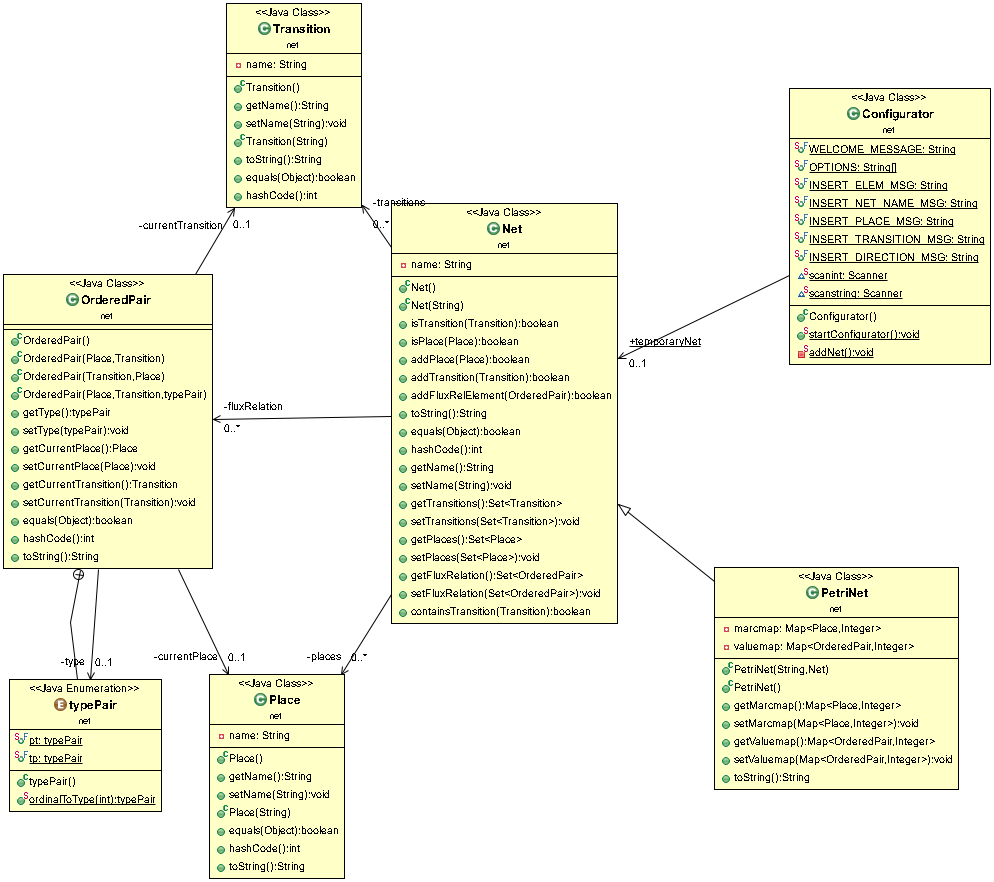 <<Java Class>>
Transition
net
name: String
Transition()
getName():String
setName(String):void
Transition(String)
toString():String
equals(Object):boolean
hashCode():int
<<Java Class>>
Configurator
net
WELCOME_MESSAGE: String
OPTIONS: String[]
INSERT_ELEM_MSG: String
INSERT_NET_NAME_MSG: String
INSERT_PLACE_MSG: String
INSERT_TRANSITION_MSG: String
INSERT_DIRECTION_MSG: String
scanint: Scanner
scanstring: Scanner
Configurator()
startConfigurator():void
addNet():void
-transitions
0..*
-currentTransition
0..1
<<Java Class>>
Net
net
name: String
Net()
Net(String)
isTransition(Transition):boolean
isPlace(Place):boolean
addPlace(Place):boolean
addTransition(Transition):boolean
addFluxRelElement(OrderedPair):boolean
toString():String
equals(Object):boolean
hashCode():int
getName():String
setName(String):void
getTransitions():Set<Transition>
setTransitions(Set<Transition>):void
getPlaces():Set<Place>
setPlaces(Set<Place>):void
getFluxRelation():Set<OrderedPair>
setFluxRelation(Set<OrderedPair>):void
containsTransition(Transition):boolean
+temporaryNet
0..1
<<Java Class>>
OrderedPair
net
OrderedPair()
OrderedPair(Place,Transition)
OrderedPair(Transition,Place)
OrderedPair(Place,Transition,typePair)
getType():typePair
setType(typePair):void
getCurrentPlace():Place
setCurrentPlace(Place):void
getCurrentTransition():Transition
setCurrentTransition(Transition):void
equals(Object):boolean
hashCode():int
toString():String
-fluxRelation
0..*
<<Java Class>>
PetriNet
net
marcmap: Map<Place,Integer>
valuemap: Map<OrderedPair,Integer>
PetriNet(String,Net)
PetriNet()
getMarcmap():Map<Place,Integer>
setMarcmap(Map<Place,Integer>):void
getValuemap():Map<OrderedPair,Integer>
setValuemap(Map<OrderedPair,Integer>):void
toString():String
-type 0..1
-currentPlace 0..1
-places 0..*
<<Java Enumeration>>
typePair
net
pt: typePair
tp: typePair
typePair()
ordinalToType(int):typePair
<<Java Class>>
Place
net
name: String
Place()
getName():String
setName(String):void
Place(String)
equals(Object):boolean
hashCode():int
toString():String